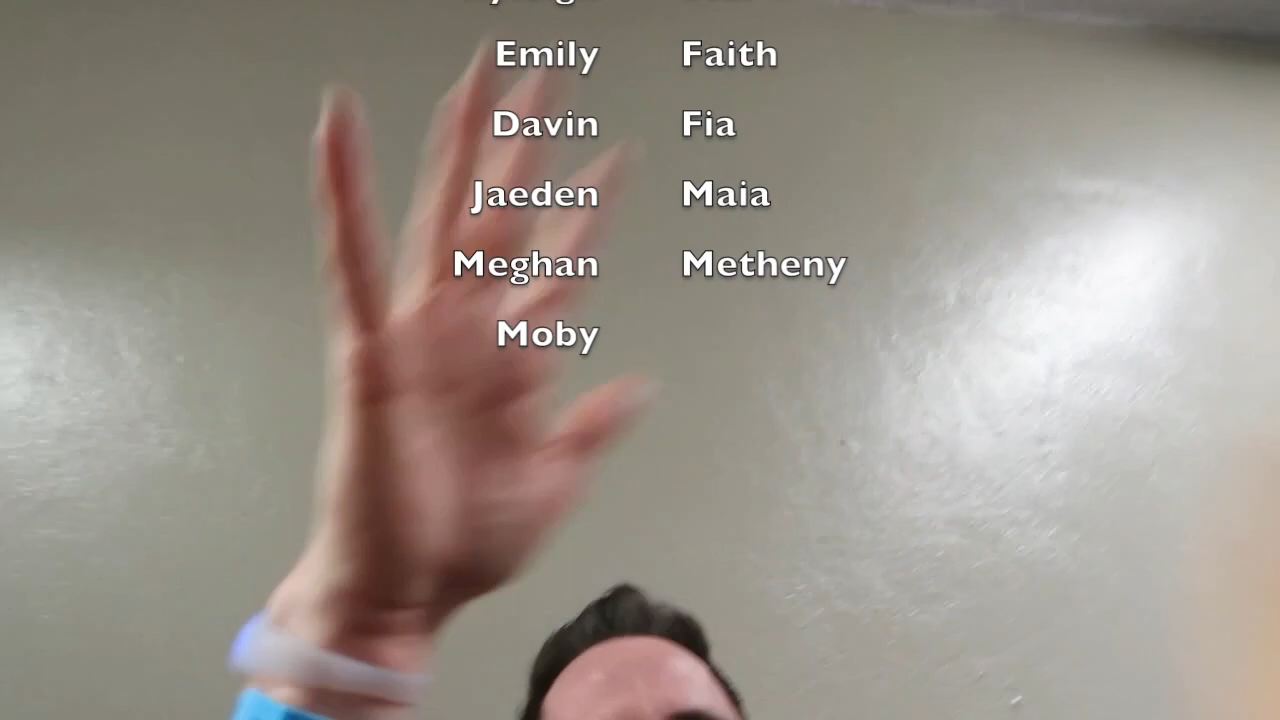 Emily Faith
Davin Fia
Jaeden Maia
Meghan Metheny
Moby